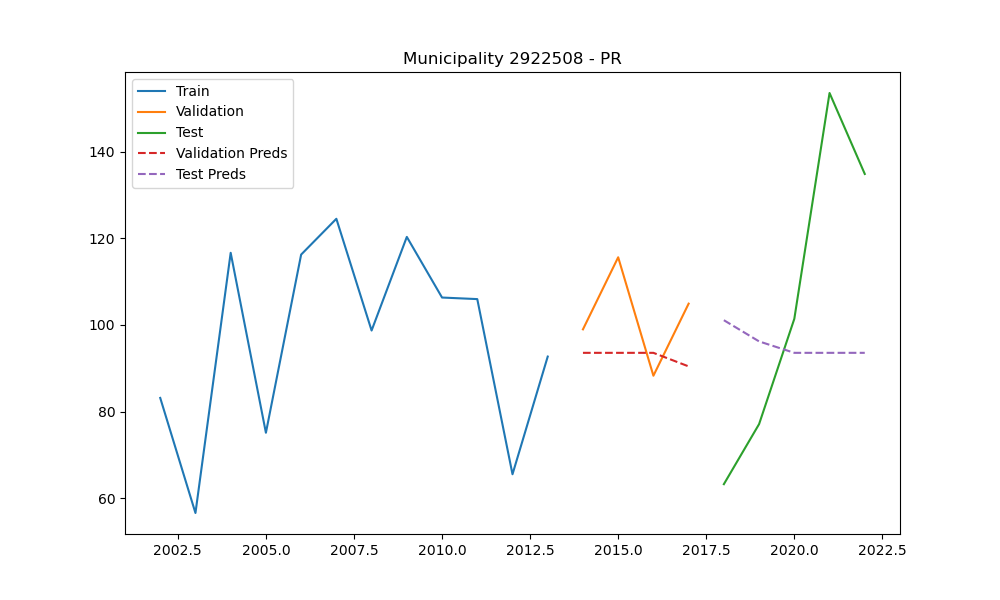 Municipality 2922508 - PR
Train
Validation
Test
Validation Preds
Test Preds
140
120
100
80
60
2002.5 2005.0 2007.5 2010.0 2012.5 2015.0 2017.5 2020.0 2022.5